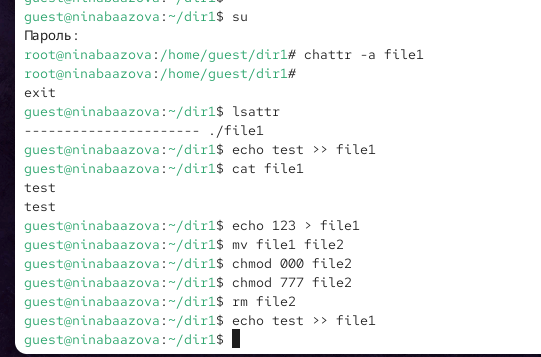 guest@ninabaazova:~/dir1$ su
Пароль:
root@ninabaazova:/home/guest/dir1# chattr -a file1
root@ninabaazova:/home/guest/dir1#
exit
guest@ninabaazova:~/dir1$ lsattr
---------------------- ./file1
guest@ninabaazova:~/dir1$ echo test >> file1
guest@ninabaazova:~/dir1$ cat file1
test
test
guest@ninabaazova:~/dir1$ echo 123 > file1
guest@ninabaazova:~/dir1$ mv file1 file2
guest@ninabaazova:~/dir1$ chmod 000 file2
guest@ninabaazova:~/dir1$ chmod 777 file2
guest@ninabaazova:~/dir1$ rm file2
guest@ninabaazova:~/dir1$ echo test >> file1
guest@ninabaazova:~/dir1$